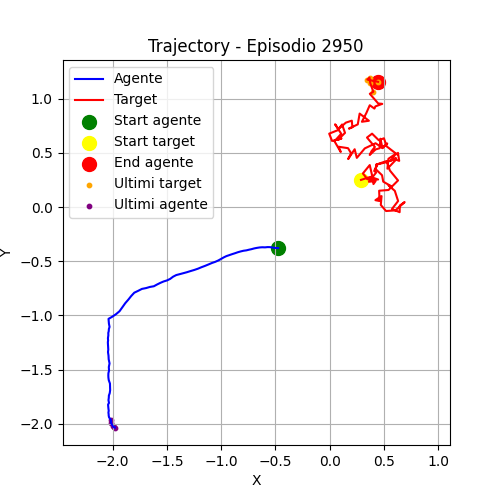 Trajectory - Episodio 2950
Agente
Target
Start agente
Start target
End agente
Ultimi target
Ultimi agente
1.0
0.5
0.0
−0.5
−1.0
−1.5
−2.0
Y
−2.0 −1.5 −1.0 −0.5 0.0 0.5 1.0
X